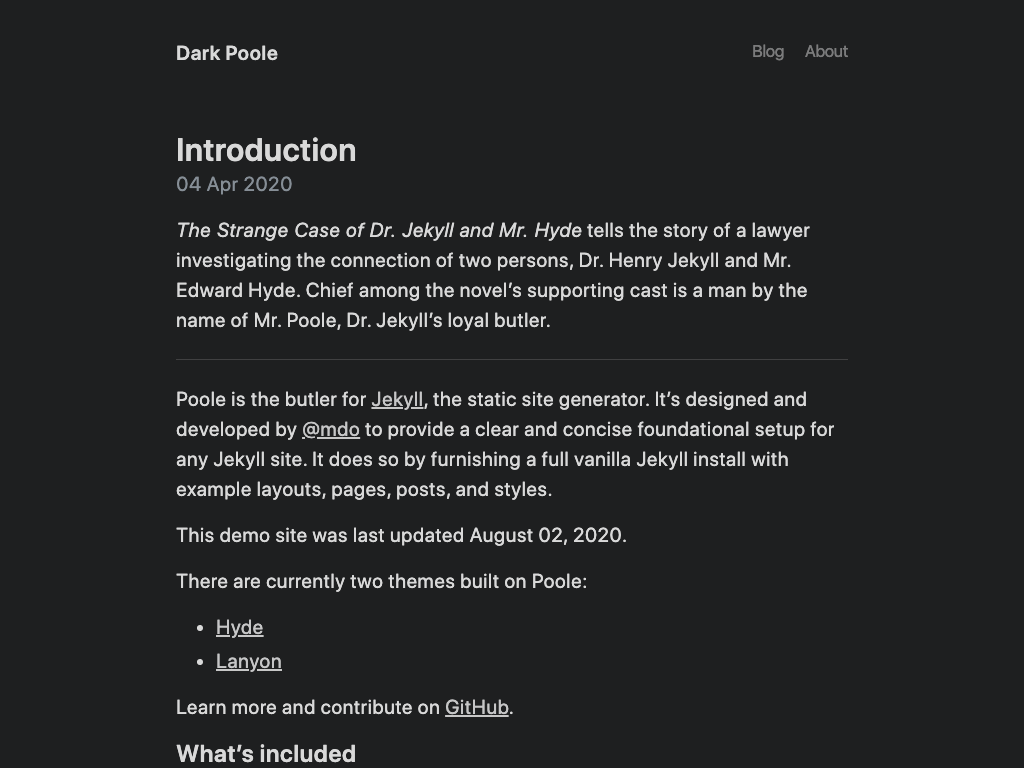 Dark Poole
Blog About
Introduction
04 Apr 2020
The Strange Case of Dr. Jekyll and Mr. Hyde tells the story of a lawyer
investigating the connection of two persons, Dr. Henry Jekyll and Mr.
Edward Hyde. Chief among the novel’s supporting cast is a man by the
name of Mr. Poole, Dr. Jekyll’s loyal butler.
Poole is the butler for Jekyll, the static site generator. It’s designed and
developed by @mdo to provide a clear and concise foundational setup for
any Jekyll site. It does so by furnishing a full vanilla Jekyll install with
example layouts, pages, posts, and styles.
This demo site was last updated August 02, 2020.
There are currently two themes built on Poole:
• Hyde
• Lanyon
Learn more and contribute on GitHub.
What’s included